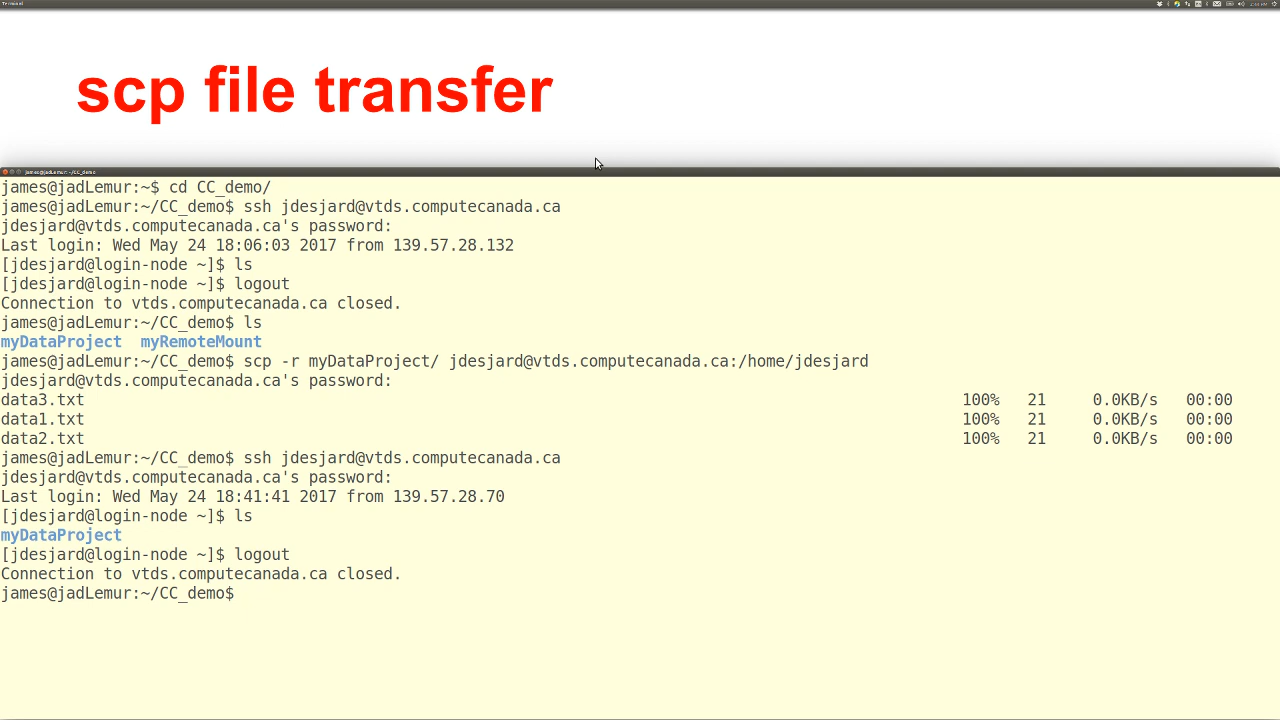 Terminal
scp file transfer
james@jadLemur: ~/CC_demo
james@jadLemur:~$ cd CC_demo/
james@jadLemur:~/CC_demo$ ssh jdesjard@vtds.computecanada.ca
jdesjard@vtds.computecanada.ca's password:
Last login: Wed May 24 18:06:03 2017 from 139.57.28.132
[jdesjard@login-node ~]$ ls
[jdesjard@login-node ~]$ logout
Connection to vtds.computecanada.ca closed.
james@jadLemur:~/CC_demo$ ls
myDataProject  myRemoteMount
james@jadLemur:~/CC_demo$ scp -r myDataProject/ jdesjard@vtds.computecanada.ca:/home/jdesjard
jdesjard@vtds.computecanada.ca's password:
data3.txt 100% 21 0.0KB/s 00:00
data1.txt 100% 21 0.0KB/s 00:00
data2.txt 100% 21 0.0KB/s 00:00
james@jadLemur:~/CC_demo$ ssh jdesjard@vtds.computecanada.ca
jdesjard@vtds.computecanada.ca's password:
Last login: Wed May 24 18:41:41 2017 from 139.57.28.70
[jdesjard@login-node ~]$ ls
myDataProject
[jdesjard@login-node ~]$ logout
Connection to vtds.computecanada.ca closed.
james@jadLemur:~/CC_demo$